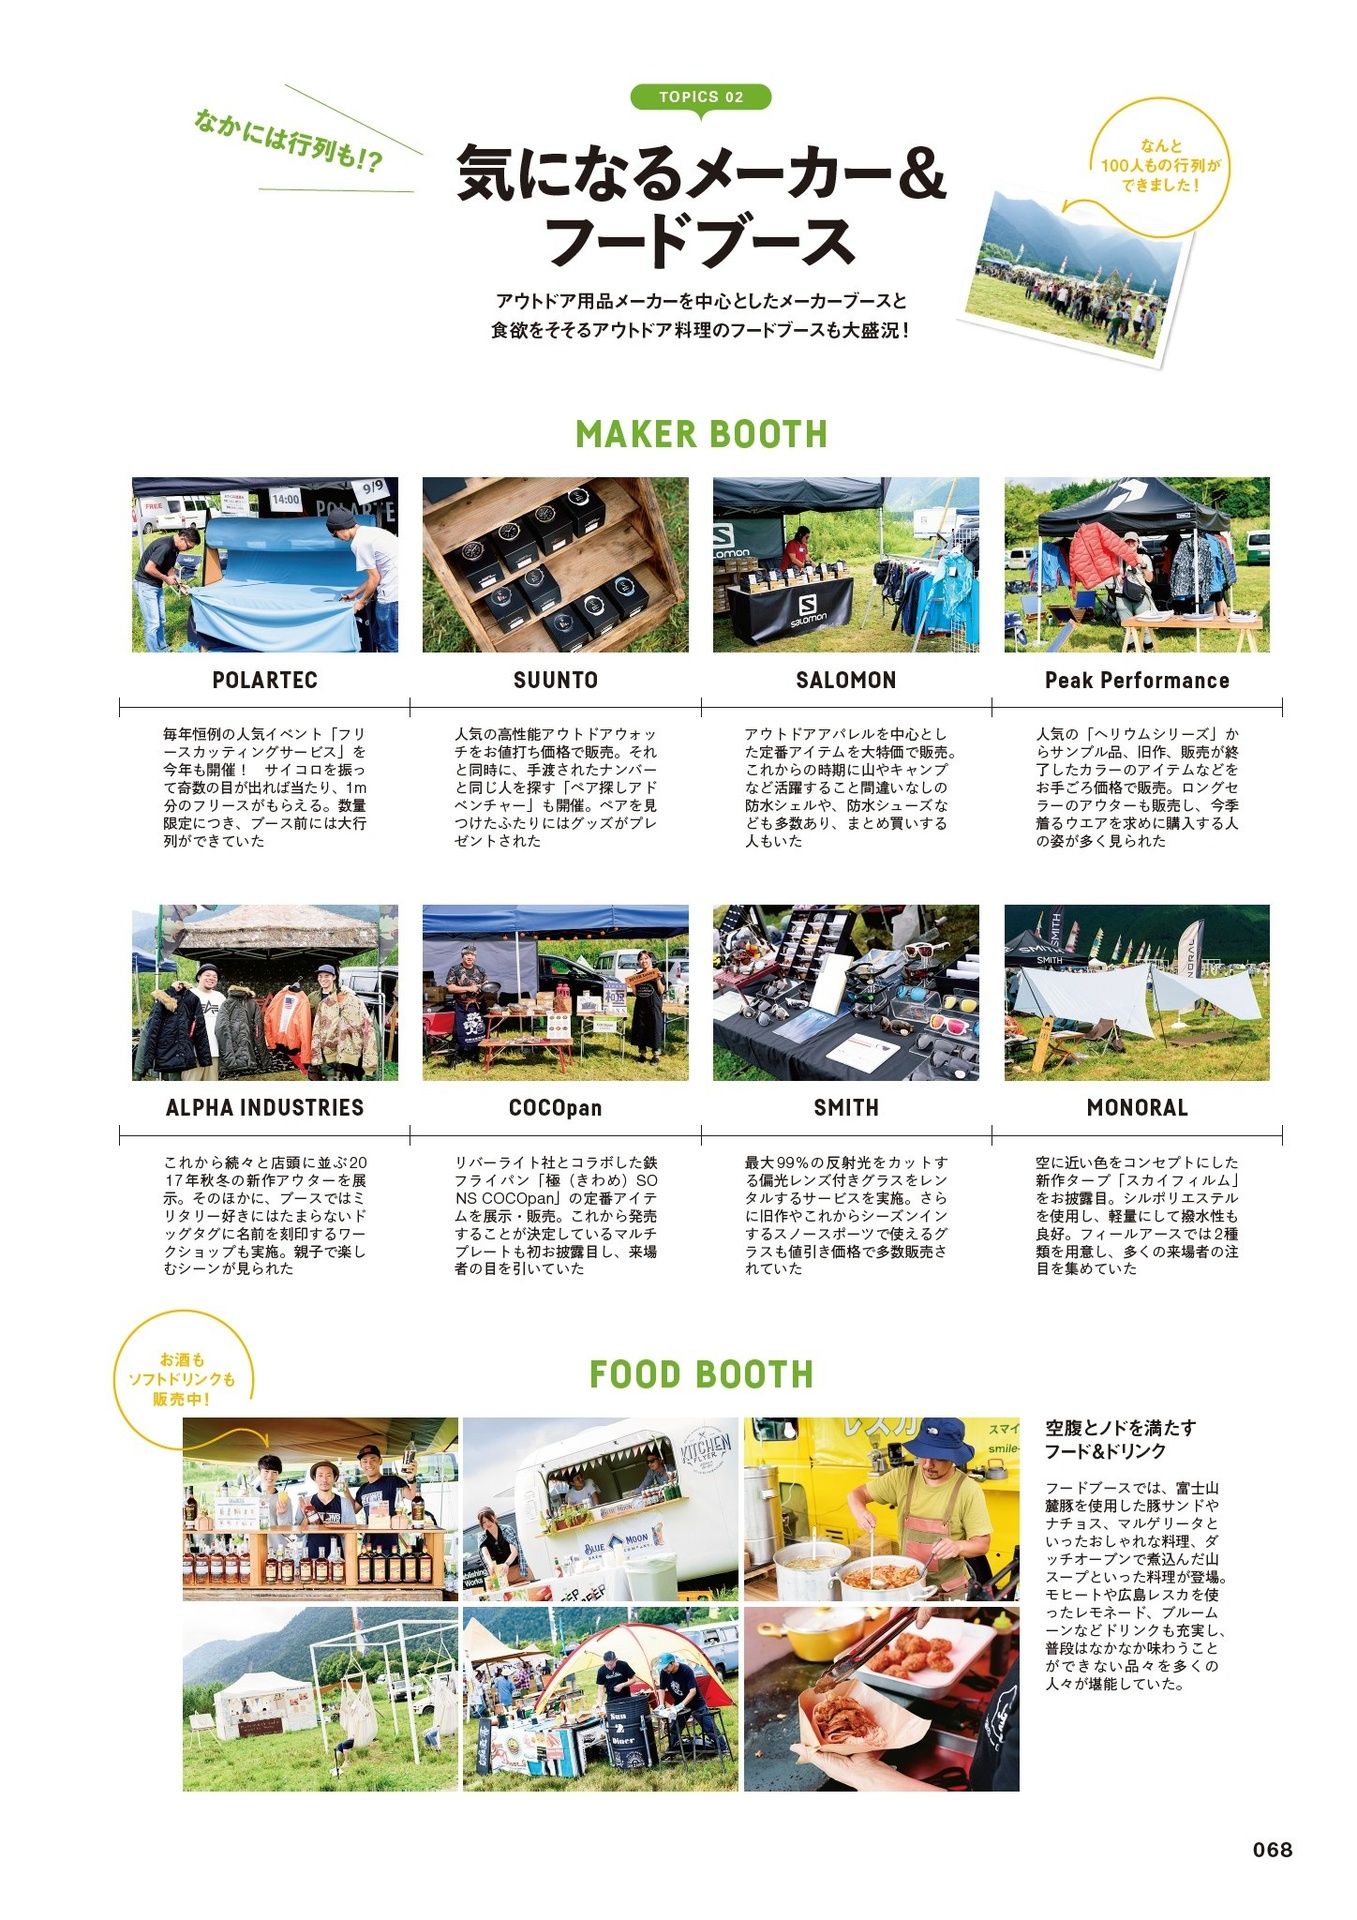 TOPICS 02
なかには行列も!?
気になるメーカー＆
フードブース
なんと
100人もの行列が
できました！
アウトドア用品メーカーを中心としたメーカーブースと
食欲をそそるアウトドア料理のフードブースも大盛況！
MAKER BOOTH
FREE
14:00
9/9
POLARTE
salomon
S
salomon
POLARTEC
毎年恒例の人気イベント「フリ
ースカッティングサービス」を
今年も開催！　サイコロを振っ
て奇数の目が出れば当たり、1m
分のフリースがもらえる。数量
限定につき、ブース前には大行
列ができていた
SUUNTO
人気の高性能アウトドアウォッ
チをお値打ち価格で販売。それ
と同時に、手渡されたナンバー
と同じ人を探す「ペア探しアド
ベンチャー」も開催。ペアを見
つけたふたりにはグッズがプレ
ゼントされた
SALOMON
アウトドアアパレルを中心とし
た定番アイテムを大特価で販売。
これからの時期に山やキャンプ
など活躍すること間違いなしの
防水シェルや、防水シューズな
ども多数あり、まとめ買いする
人もいた
Peak Performance
人気の「ヘリウムシリーズ」か
らサンプル品、旧作、販売が終
了したカラーのアイテムなどを
お手ごろ価格で販売。ロングセ
ラーのアウターも販売し、今季
着るウエアを求めに購入する人
の姿が多く見られた
SMITH
SMITH
SMITH
NORAL
ALPHA INDUSTRIES
これから続々と店頭に並ぶ20
17年秋冬の新作アウターを展
示。そのほかに、ブースではミ
リタリー好きにはたまらないド
ッグタグに名前を刻印するワー
クショップも実施。親子で楽し
むシーンが見られた
COCOpan
リバーライト社とコラボした鉄
フライパン「極（きわめ）SO
NS COCOpan」の定番アイテ
ムを展示・販売。これから発売
することが決定しているマルチ
プレートも初お披露目し、来場
者の目を引いていた
SMITH
最大99％の反射光をカットす
る偏光レンズ付きグラスをレン
タルするサービスを実施。さら
に旧作やこれからシーズンイン
するスノースポーツで使えるグ
ラスも値引き価格で多数販売さ
れていた
MONORAL
空に近い色をコンセプトにした
新作タープ「スカイフィルム」
をお披露目。シルポリエステル
を使用し、軽量にして撥水性も
良好。フィールアースでは2種
類を用意し、多くの来場者の注
目を集めていた
お酒も
ソフトドリンクも
販売中！
FOOD BOOTH
KITCHEN
FLYER
BLUE MOON
BLUE MOON
レスカ
スマイ
smile-
Sun
2
Diner
空腹とノドを満たす
フード＆ドリンク
フードブースでは、富士山
麓豚を使用した豚サンドや
ナチョス、マルゲリータと
いったおしゃれな料理、ダ
ッチオーブンで煮込んだ山
スープといった料理が登場。
モヒートや広島レスカを使
ったレモネード、ブルーム
ーンなどドリンクも充実し、
普段はなかなか味わうこと
ができない品々を多くの
人々が堪能していた。
068